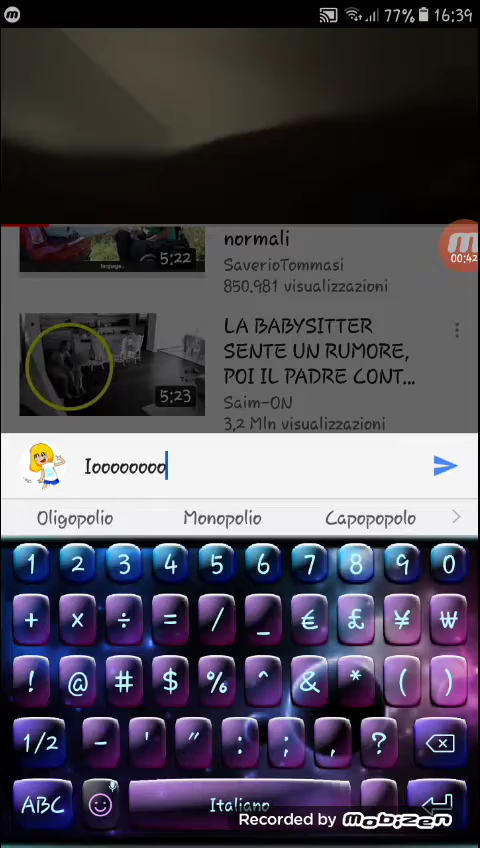 77% 16:39
normali
SaverioTommasi
850.981 visualizzazioni
5:22
00:42
LA BABYSITTER
SENTE UN RUMORE,
POI IL PADRE CONT...
Saim-ON
3,2 Mln visualizzazioni
5:23
Ioooooooo
Oligopolio Monopolio Capopopolo
1 2 3 4 5 6 7 8 9 0
+ × ÷ = / _ € £ ¥ ₩
! @ # $ % ^ & * ( )
1/2 - ' " : ; , ?
ABC Italiano
Recorded by Mobizen